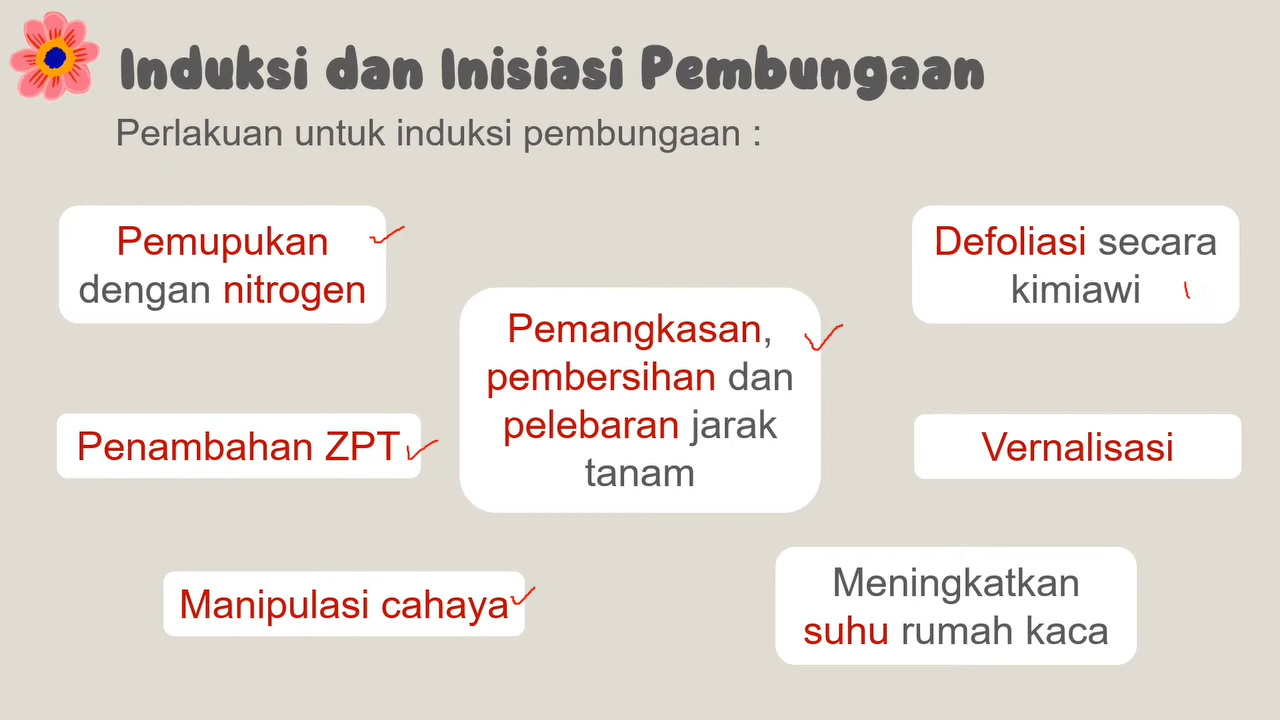 Induksi dan Inisiasi Pembungaan
Perlakuan untuk induksi pembungaan :
Pemupukan
dengan nitrogen
Defoliasi secara
kimiawi
Pemangkasan,
pembersihan dan
pelebaran jarak
tanam
Penambahan ZPT
Vernalisasi
Manipulasi cahaya
Meningkatkan
suhu rumah kaca